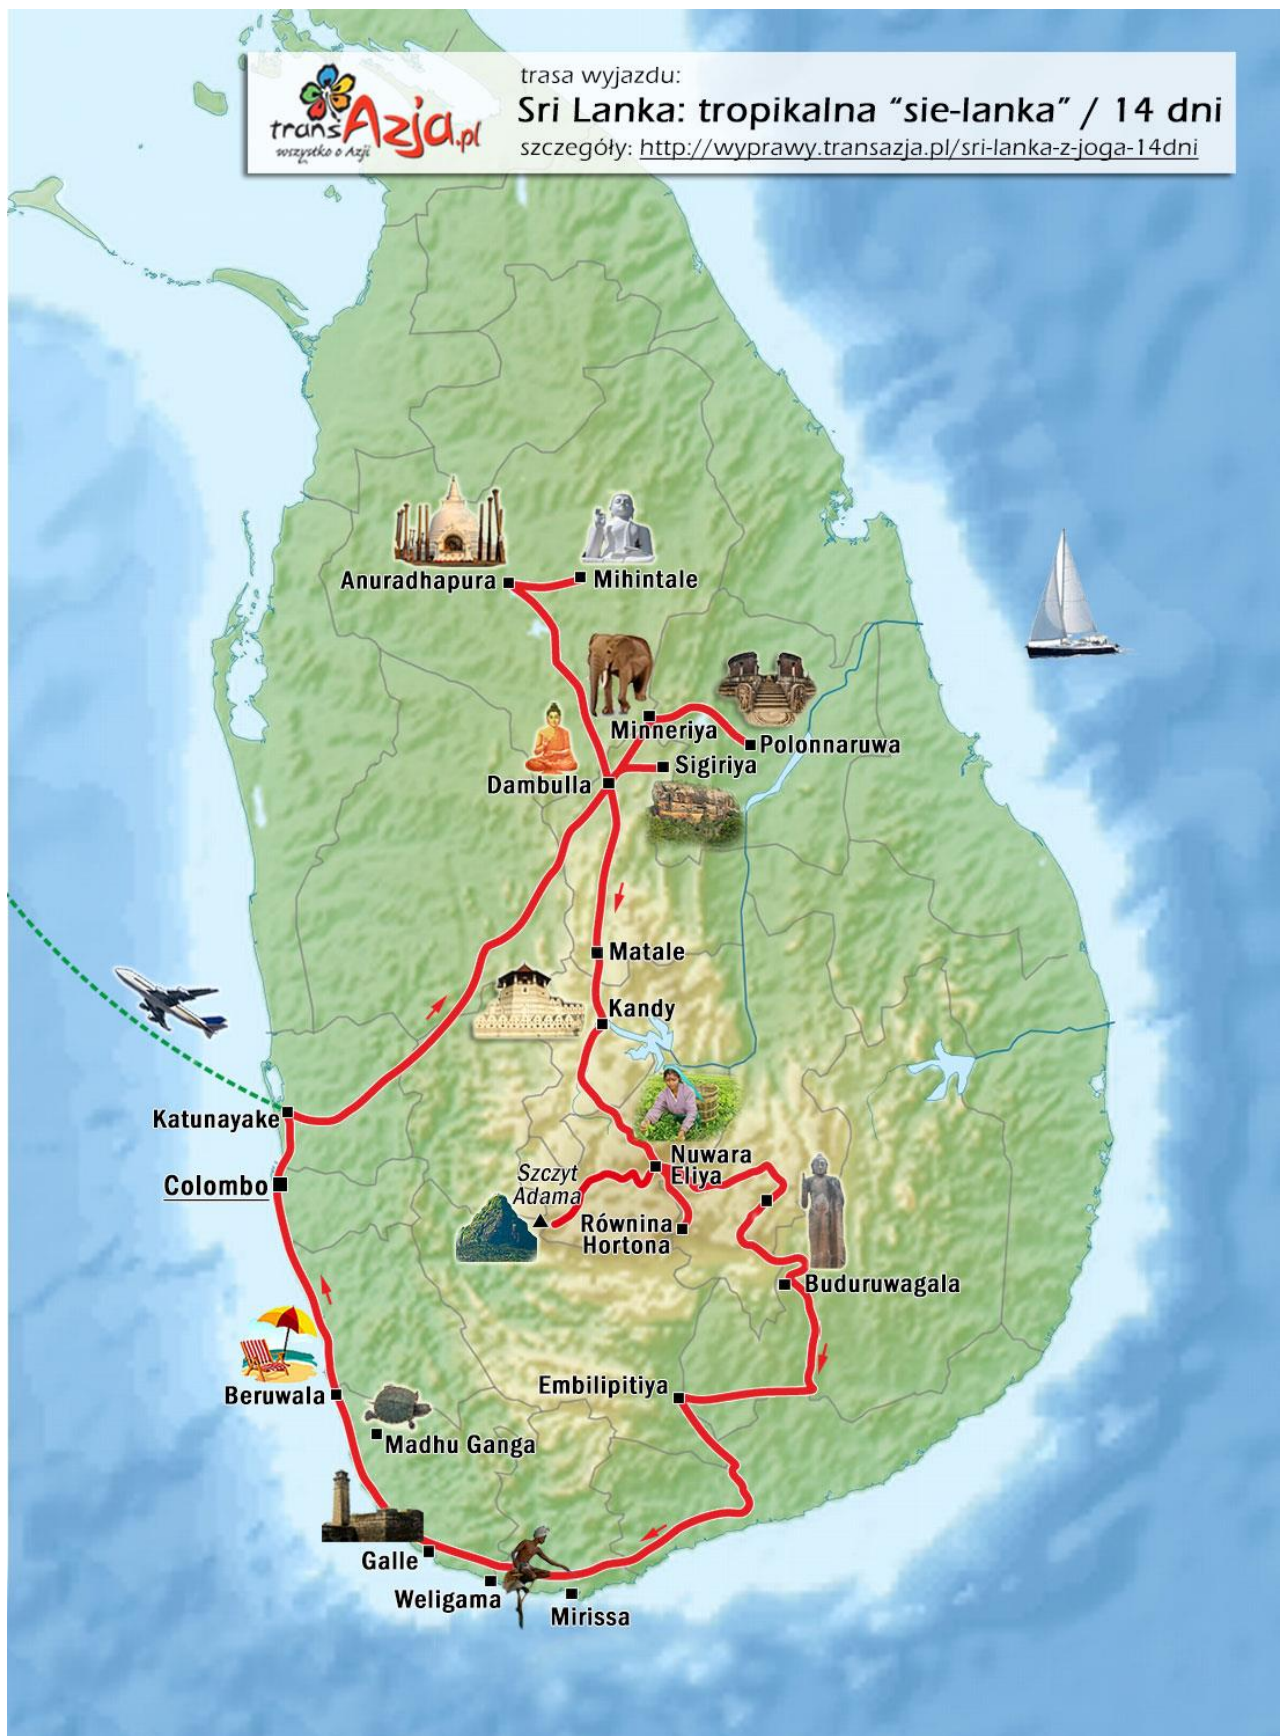 trasa wyjazdu:
transAzja.pl
wszystko o Azji
Sri Lanka: tropikalna “sie-lanka” / 14 dni
szczegóły: http://wyprawy.transazja.pl/sri-lanka-z-joga-14dni
Anuradhapura
Mihintale
Minneriya
Polonnaruwa
Sigiriya
Dambulla
Matale
Kandy
Katunayake
Nuwara
Eliya
Szczyt
Adama
Colombo
Równina
Hortona
Buduruwagala
Embilipitiya
Beruwala
Madhu Ganga
Galle
Weligama
Mirissa